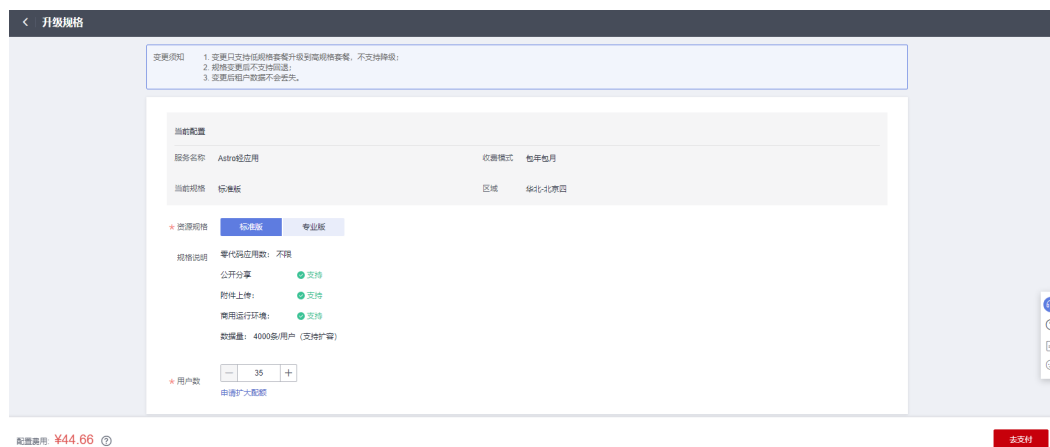 升级规格
变更须知 1. 变更只支持低规格套餐升级到高规格套餐，不支持降级；
2. 规格变更后不支持回退；
3. 变更后租户数据不会丢失。
当前配置
服务名称 Astro轻应用 收费模式 包年包月
当前规格 标准版 区域 华北-北京四
* 资源规格 标准版 专业版
规格说明 零代码应用数： 不限
公开分享 支持
附件上传： 支持
商用运行环境： 支持
数据量： 4000条/用户（支持扩容）
* 用户数 — 35 +
申请扩大配额
配置费用: ¥44.66 ?
去支付